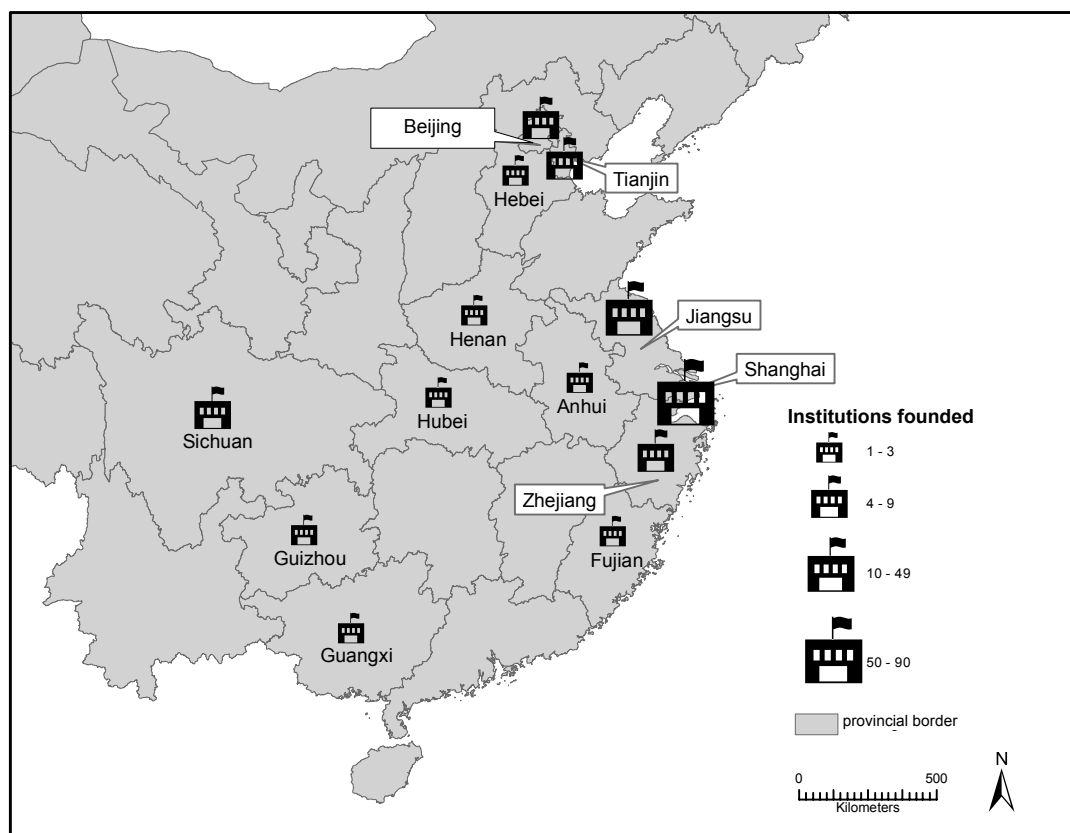 Beijing
Tianjin
Hebei
Jiangsu
Henan
Shanghai
Anhui
Hubei
Sichuan
Zhejiang
Guizhou
Fujian
Guangxi
Institutions founded
1 - 3
4 - 9
10 - 49
50 - 90
provincial border
N
0 500
Kilometers